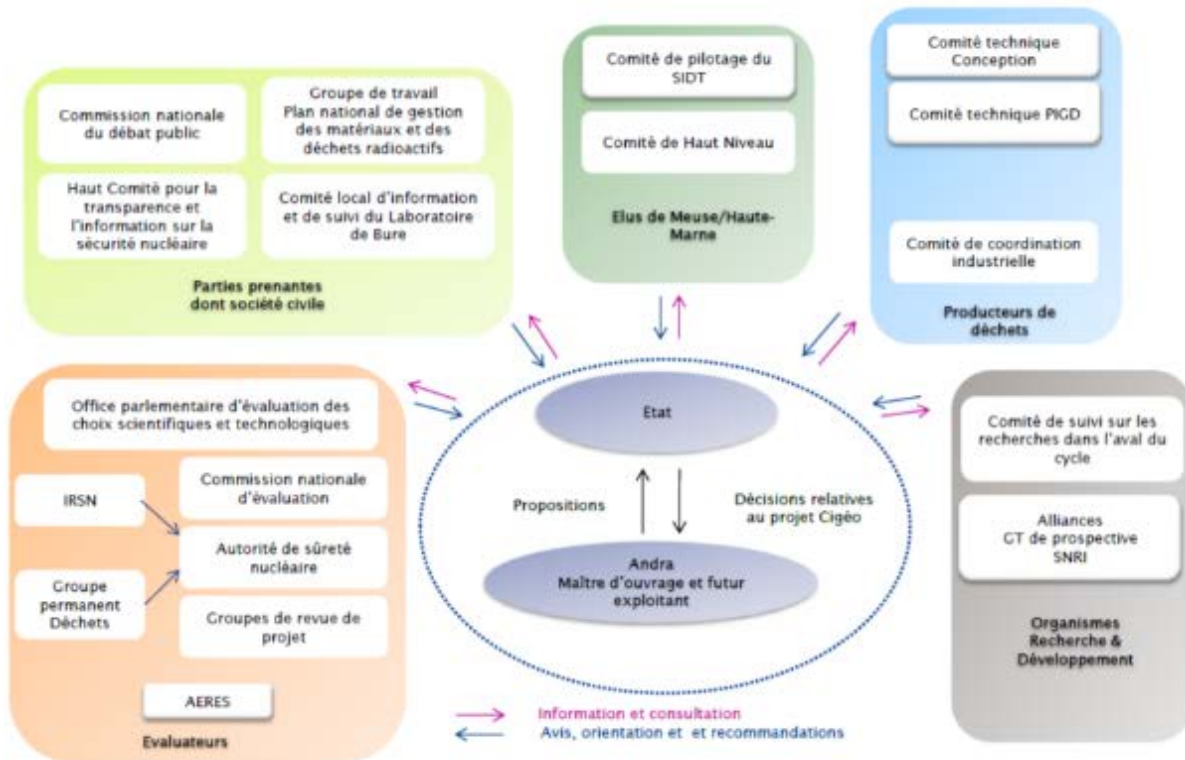 Commission nationale
du débat public
Groupe de travail
Plan national de gestion
des matériaux et des
déchets radioactifs
Haut Comité pour la
transparence et
l'information sur la
sécurité nucléaire
Comité local d'information
et de suivi du Laboratoire
de Bure
Parties prenantes
dont société civile
Comité de pilotage du
SIDT
Comité de Haut Niveau
Elus de Meuse/Haute-
Marne
Comité technique
Conception
Comité technique PIGD
Comité de coordination
industrielle
Producteurs de
déchets
Office parlementaire d'évaluation des
choix scientifiques et technologiques
IRSN
Commission nationale
d'évaluation
Autorité de sûreté
nucléaire
Groupe
permanent
Déchets
Groupes de revue de
projet
AERES
Evaluateurs
Etat
Propositions
Décisions relatives
au projet Cigéo
Andra
Maître d'ouvrage et futur
exploitant
Comité de suivi sur les
recherches dans l'aval du
cycle
Alliances
GT de prospective
SNRI
Organismes
Recherche &
Développement
Information et consultation
Avis, orientation et et recommandations